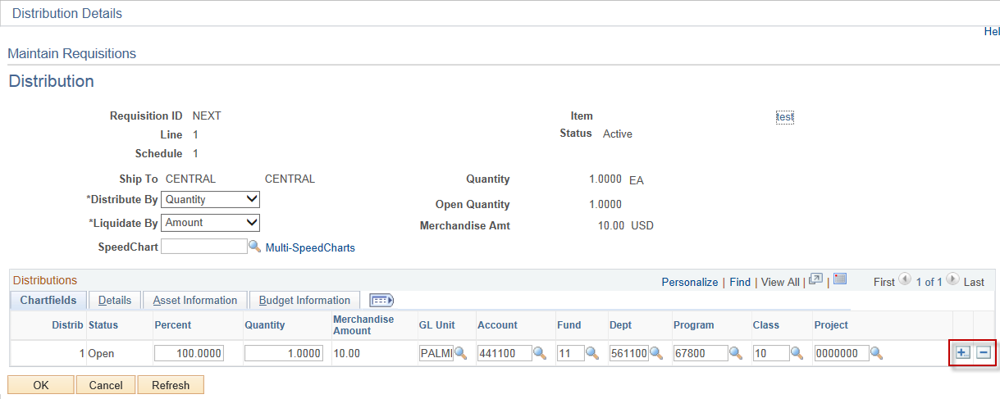 Distribution Details
Hel
Maintain Requisitions
Distribution
Requisition ID NEXT Item test
Line 1 Status Active
Schedule 1
Ship To CENTRAL CENTRAL Quantity 1.0000 EA
*Distribute By Quantity Open Quantity 1.0000
*Liquidate By Amount Merchandise Amt 10.00 USD
SpeedChart Multi-SpeedCharts
Distributions Personalize | Find | View All | | First 1 of 1 Last
Chartfields Details Asset Information Budget Information
Distrib Status Percent Quantity Merchandise Amount GL Unit Account Fund Dept Program Class Project
1 Open 100.0000 1.0000 10.00 PALMI 441100 11 561100 67800 10 0000000 + −
OK Cancel Refresh